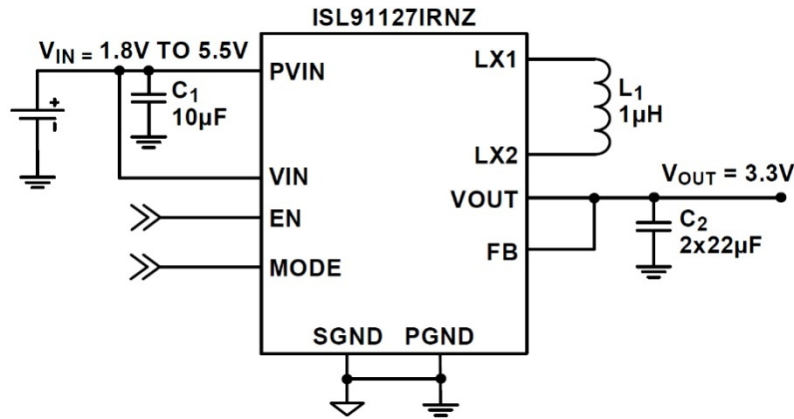 ISL91127IRNZ
VIN = 1.8V TO 5.5V
PVIN
LX1
C1
10µF
L1
1µH
LX2
VIN
VOUT
VOUT = 3.3V
EN
C2
2x22µF
FB
MODE
SGND
PGND